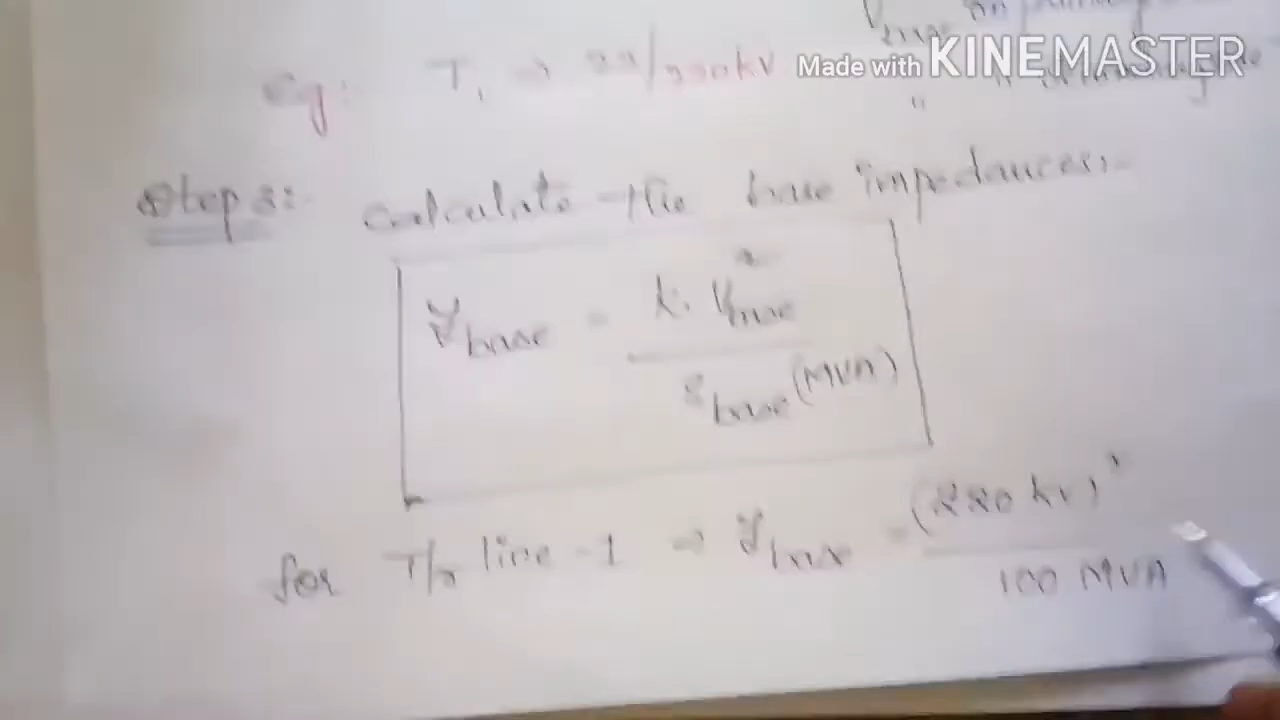 Made with KINEMASTER
Eg: T1 → 22/220kV
Step 3:- Calculate the base impedances:-
Zbase = k.V²base / Sbase (MVA)
for T/r line -1 → Zbase = (220 kV)² / 100 MVA